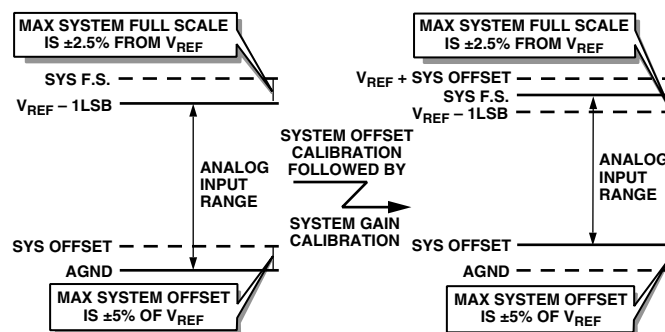 MAX SYSTEM FULL SCALE
IS ±2.5% FROM VREF
SYS F.S.
VREF – 1LSB
ANALOG
INPUT
RANGE
SYS OFFSET
AGND
MAX SYSTEM OFFSET
IS ±5% OF VREF
SYSTEM OFFSET
CALIBRATION
FOLLOWED BY
SYSTEM GAIN
CALIBRATION
MAX SYSTEM FULL SCALE
IS ±2.5% FROM VREF
VREF + SYS OFFSET
SYS F.S.
VREF – 1LSB
ANALOG
INPUT
RANGE
SYS OFFSET
AGND
MAX SYSTEM OFFSET
IS ±5% OF VREF